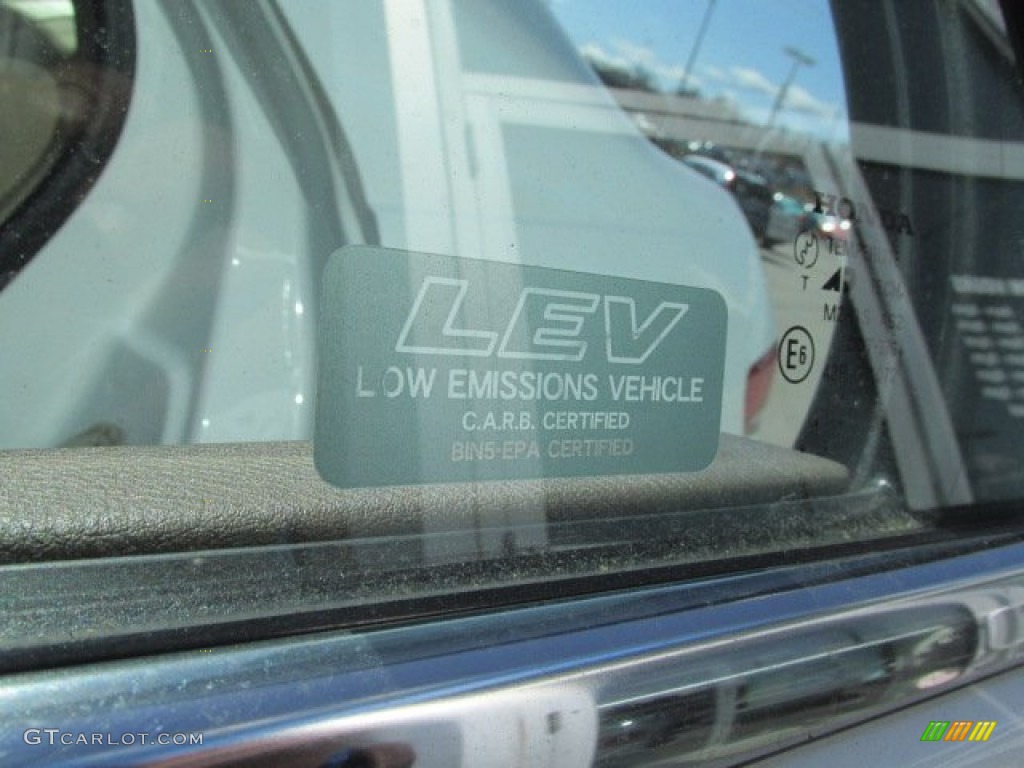 LEV
LOW EMISSIONS VEHICLE
C.A.R.B. CERTIFIED
BIN5-EPA CERTIFIED
HONDA
T
E6
GTCARLOT.COM